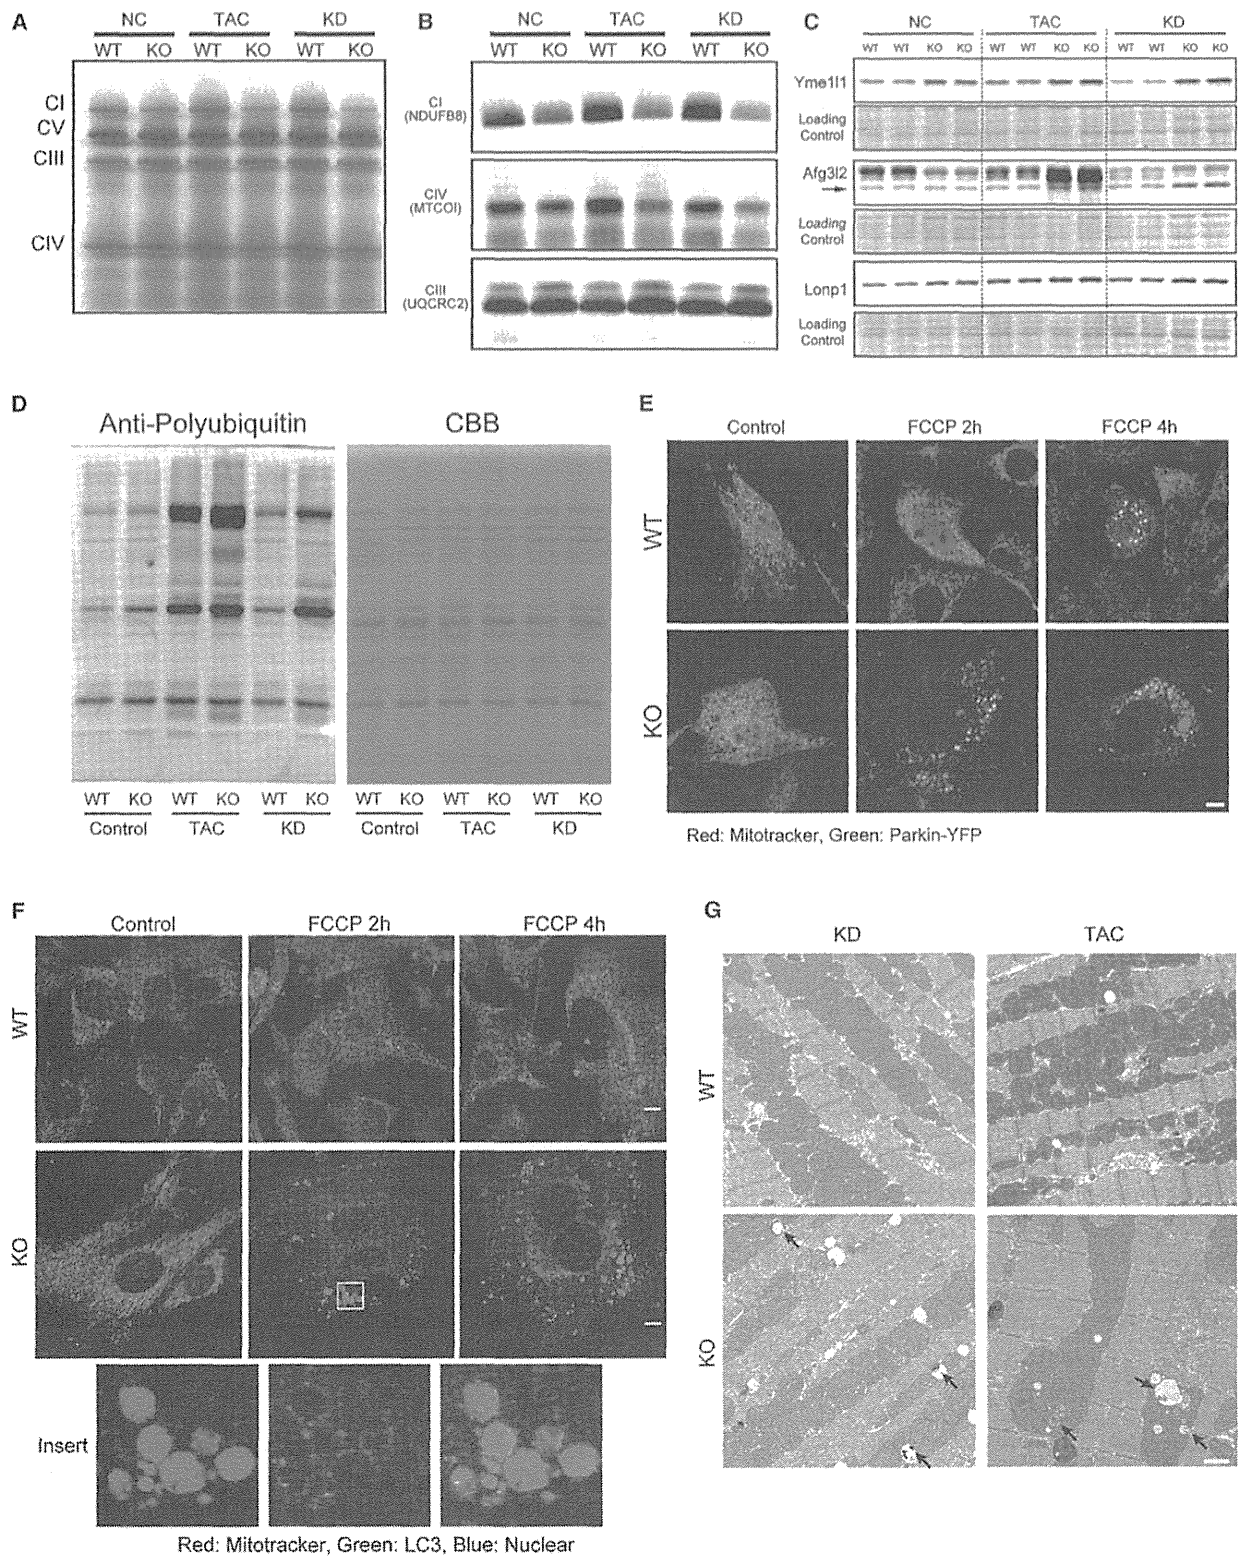 A
NC TAC KD
WT KO WT KO WT KO
CI
CV
CIII
CIV
B
NC TAC KD
WT KO WT KO WT KO
CI
(NDUFB8)
CIV
(MTCOI)
CIII
(UQCRC2)
C
NC TAC KD
WT WT KO KO WT WT KO KO WT WT KO KO
Yme1l1
Loading
Control
Afg3l2
Loading
Control
Lonp1
Loading
Control
D
Anti-Polyubiquitin CBB
WT KO WT KO WT KO WT KO WT KO WT KO
Control TAC KD Control TAC KD
E
Control FCCP 2h FCCP 4h
WT
KO
Red: Mitotracker, Green: Parkin-YFP
F
Control FCCP 2h FCCP 4h
WT
KO
Insert
Red: Mitotracker, Green: LC3, Blue: Nuclear
G
KD TAC
WT
KO